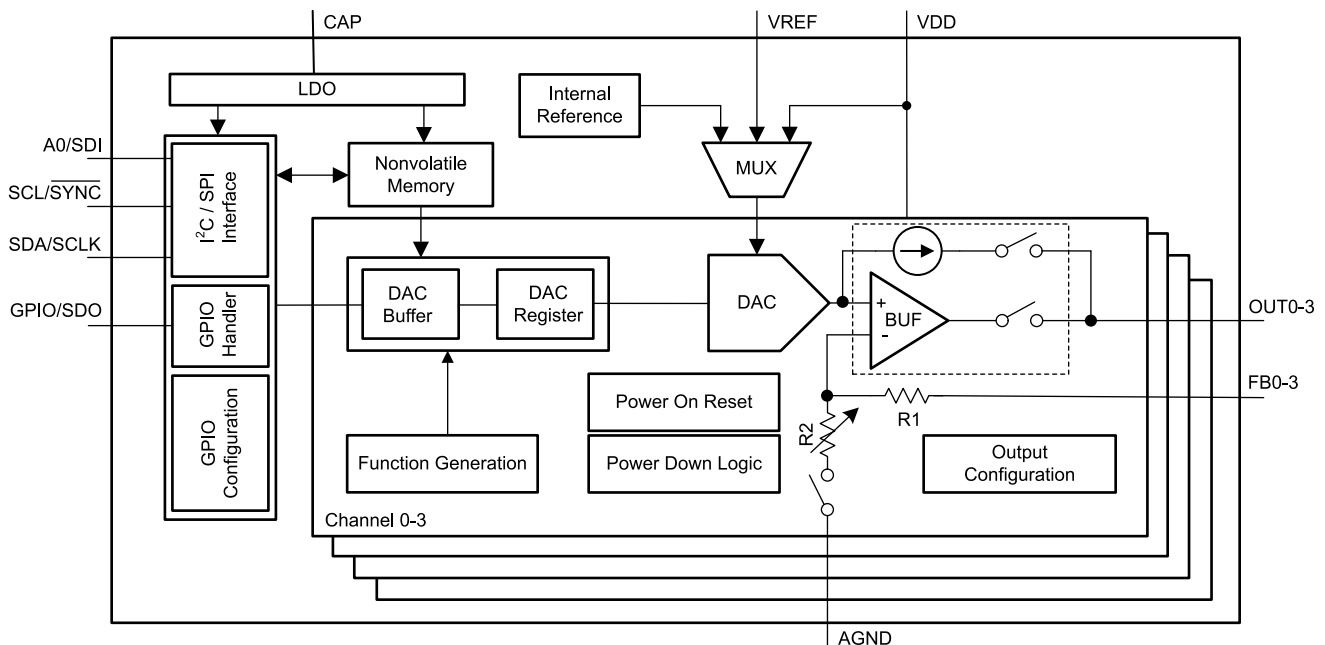 CAP
VREF
VDD
LDO
Internal
Reference
A0/SDI
SCL/SYNC
SDA/SCLK
GPIO/SDO
I2C / SPI
Interface
Nonvolatile
Memory
MUX
GPIO
Handler
GPIO
Configuration
DAC
Buffer
DAC
Register
DAC
+
BUF
-
OUT0-3
FB0-3
R1
R2
Power On Reset
Function Generation
Power Down Logic
Output
Configuration
Channel 0-3
AGND